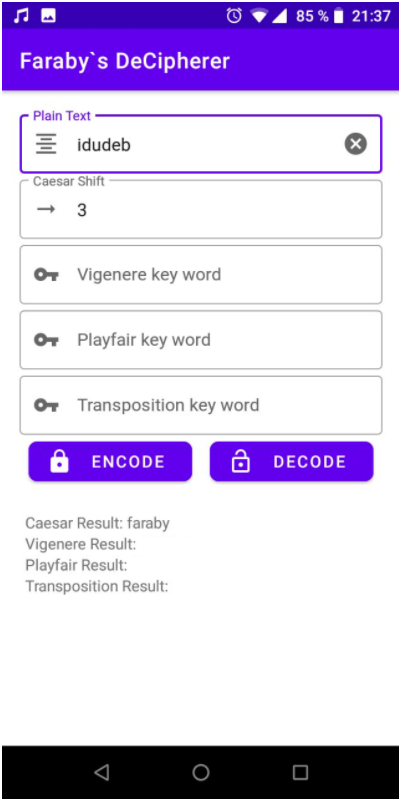 85 % 21:37
Faraby`s DeCipherer
Plain Text
idudeb
Caesar Shift
3
Vigenere key word
Playfair key word
Transposition key word
ENCODE DECODE
Caesar Result: faraby
Vigenere Result:
Playfair Result:
Transposition Result: